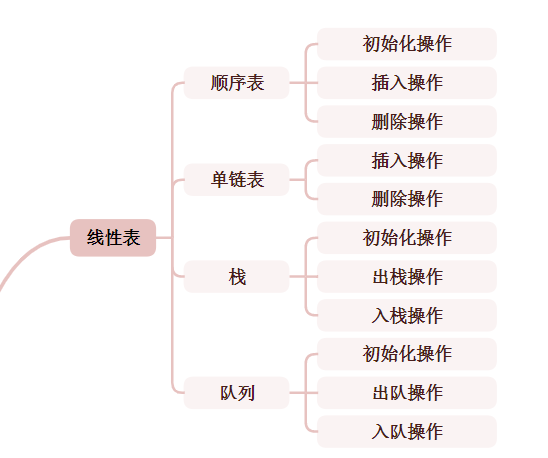 线性表
顺序表
初始化操作
插入操作
删除操作
单链表
插入操作
删除操作
栈
初始化操作
出栈操作
入栈操作
队列
初始化操作
出队操作
入队操作